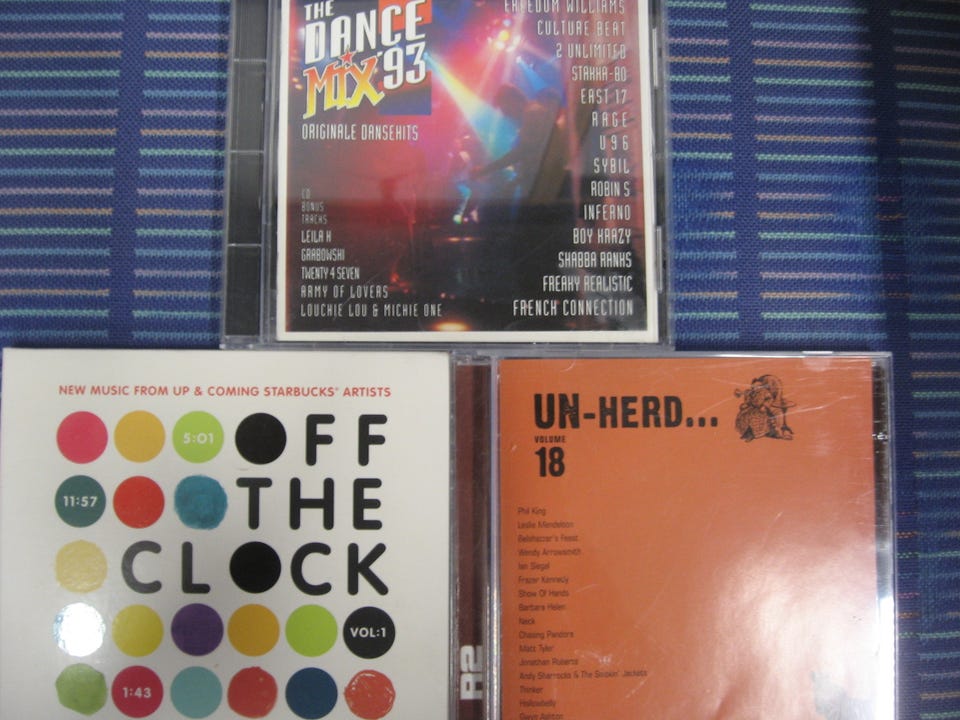 THE
DANCE
MIX '93
ORIGINALE DANSEHITS
CD
BONUS
TRACKS
LEILA K
GRABOWSKI
TWENTY 4 SEVEN
ARMY OF LOVERS
LOUCHIE LOU & MICHIE ONE
FREEDOM WILLIAMS
CULTURE BEAT
2 UNLIMITED
STAKKA-BO
EAST 17
RAGE
U96
SYBIL
ROBIN S
INFERNO
BOY KRAZY
SHABBA RANKS
FREAKY REALISTIC
FRENCH CONNECTION
NEW MUSIC FROM UP & COMING STARBUCKS® ARTISTS
5:01 OFF
11:57 THE
CLOCK
VOL:1
1:43
R2
UN-HERD...
VOLUME
18
Phil King
Leslie Mendelson
Belshazzar's Feast
Wendy Arrowsmith
Ian Siegal
Frazer Kennedy
Show Of Hands
Barbara Helen
Neck
Chasing Pandora
Matt Tyler
Jonathan Roberts
Andy Sharrocks & The Smokin' Jackets
Thinker
Hollowbelly
Gwyn Ashton